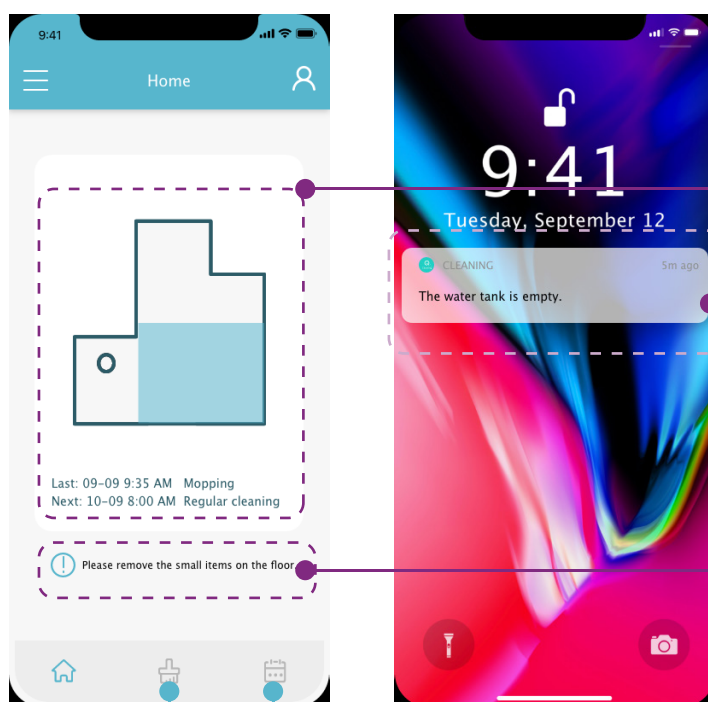 9:41
Home
Last: 09-09 9:35 AM Mopping
Next: 10-09 8:00 AM Regular cleaning
Please remove the small items on the floor
9:41
Tuesday, September 12
CLEANING 5m ago
The water tank is empty.